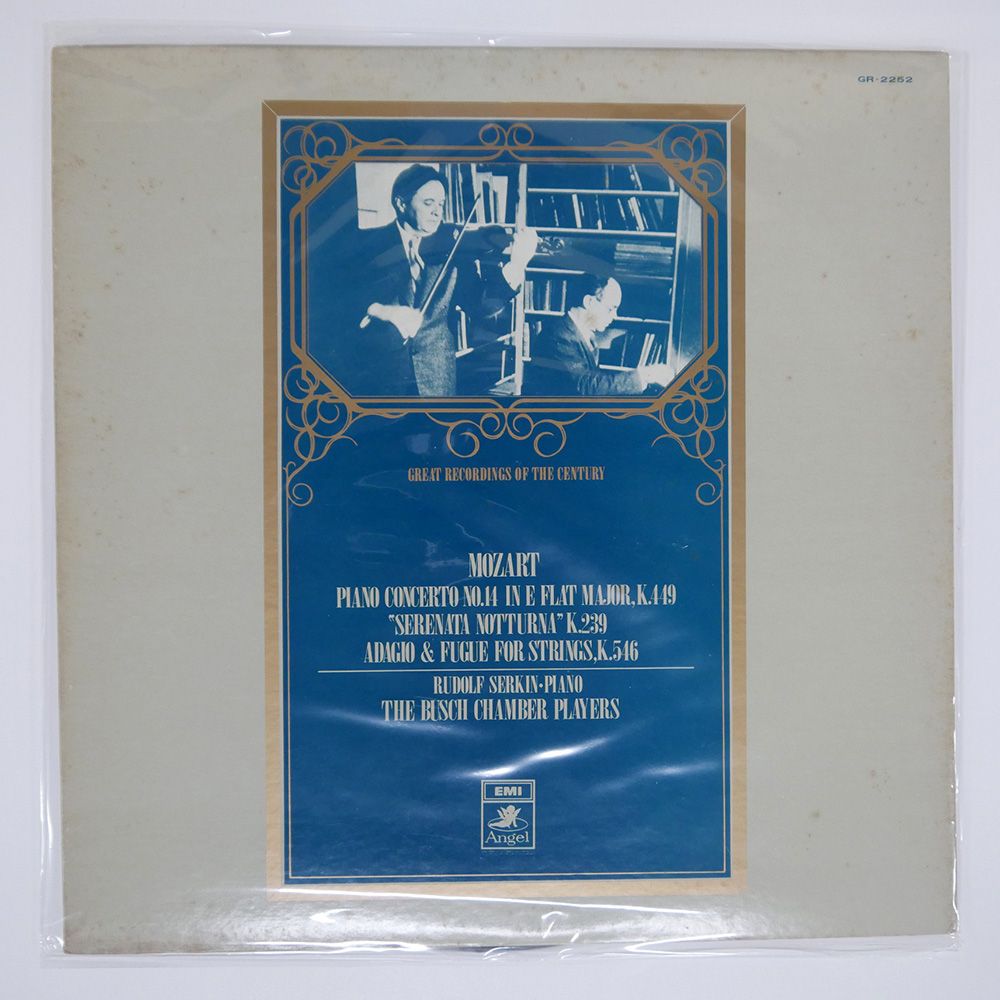 GR-2252
GREAT RECORDINGS OF THE CENTURY
MOZART
PIANO CONCERTO NO.14 IN E FLAT MAJOR,K.449
"SERENATA NOTTURNA" K.239
ADAGIO & FUGUE FOR STRINGS,K.546
RUDOLF SERKIN·PIANO
THE BUSCH CHAMBER PLAYERS
EMI
Angel